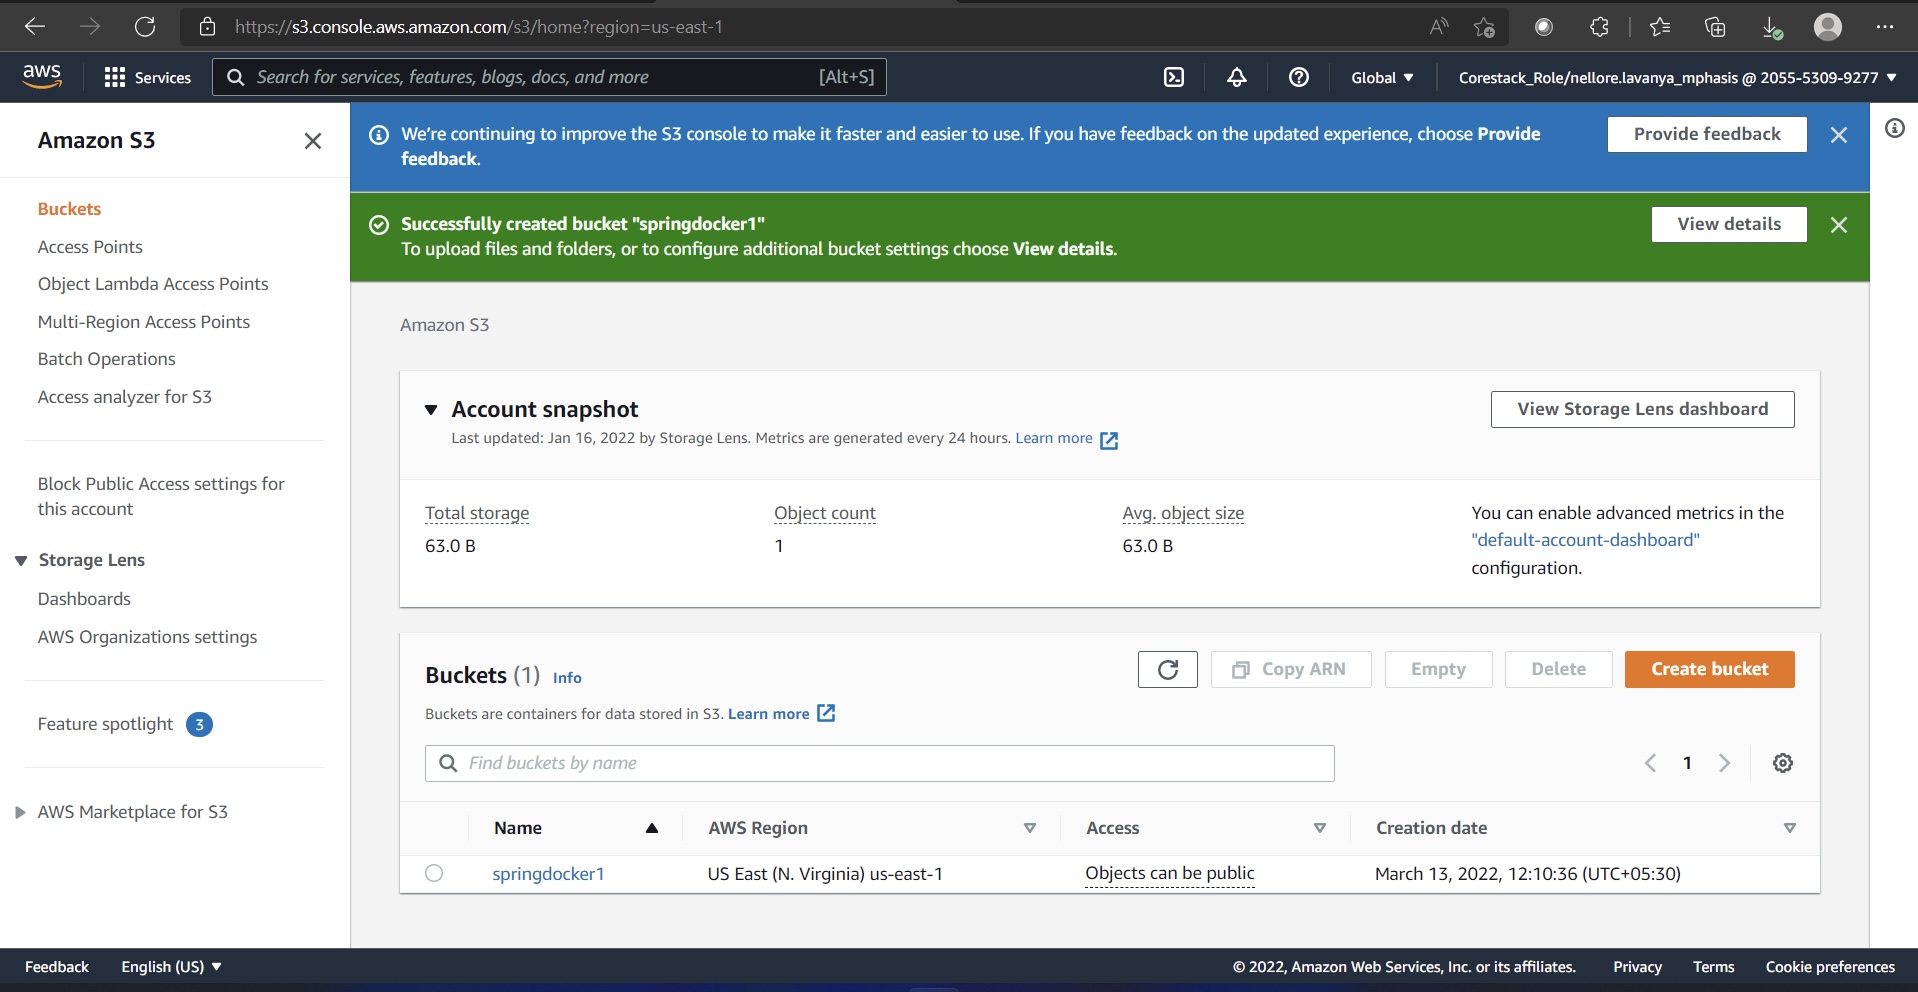 https://s3.console.aws.amazon.com/s3/home?region=us-east-1
aws
Services
Search for services, features, blogs, docs, and more
[Alt+S]
Global
Corestack_Role/nellore.lavanya_mphasis @ 2055-5309-9277
Amazon S3
Buckets
Access Points
Object Lambda Access Points
Multi-Region Access Points
Batch Operations
Access analyzer for S3
Block Public Access settings for
this account
Storage Lens
Dashboards
AWS Organizations settings
Feature spotlight 3
AWS Marketplace for S3
We're continuing to improve the S3 console to make it faster and easier to use. If you have feedback on the updated experience, choose Provide
feedback.
Provide feedback
Successfully created bucket "springdocker1"
To upload files and folders, or to configure additional bucket settings choose View details.
View details
Amazon S3
Account snapshot
Last updated: Jan 16, 2022 by Storage Lens. Metrics are generated every 24 hours. Learn more
View Storage Lens dashboard
Total storage
63.0 B
Object count
1
Avg. object size
63.0 B
You can enable advanced metrics in the
"default-account-dashboard"
configuration.
Buckets (1) Info
Buckets are containers for data stored in S3. Learn more
Copy ARN
Empty
Delete
Create bucket
Find buckets by name
1
Name AWS Region Access Creation date
springdocker1 US East (N. Virginia) us-east-1 Objects can be public March 13, 2022, 12:10:36 (UTC+05:30)
Feedback
English (US)
© 2022, Amazon Web Services, Inc. or its affiliates.
Privacy
Terms
Cookie preferences